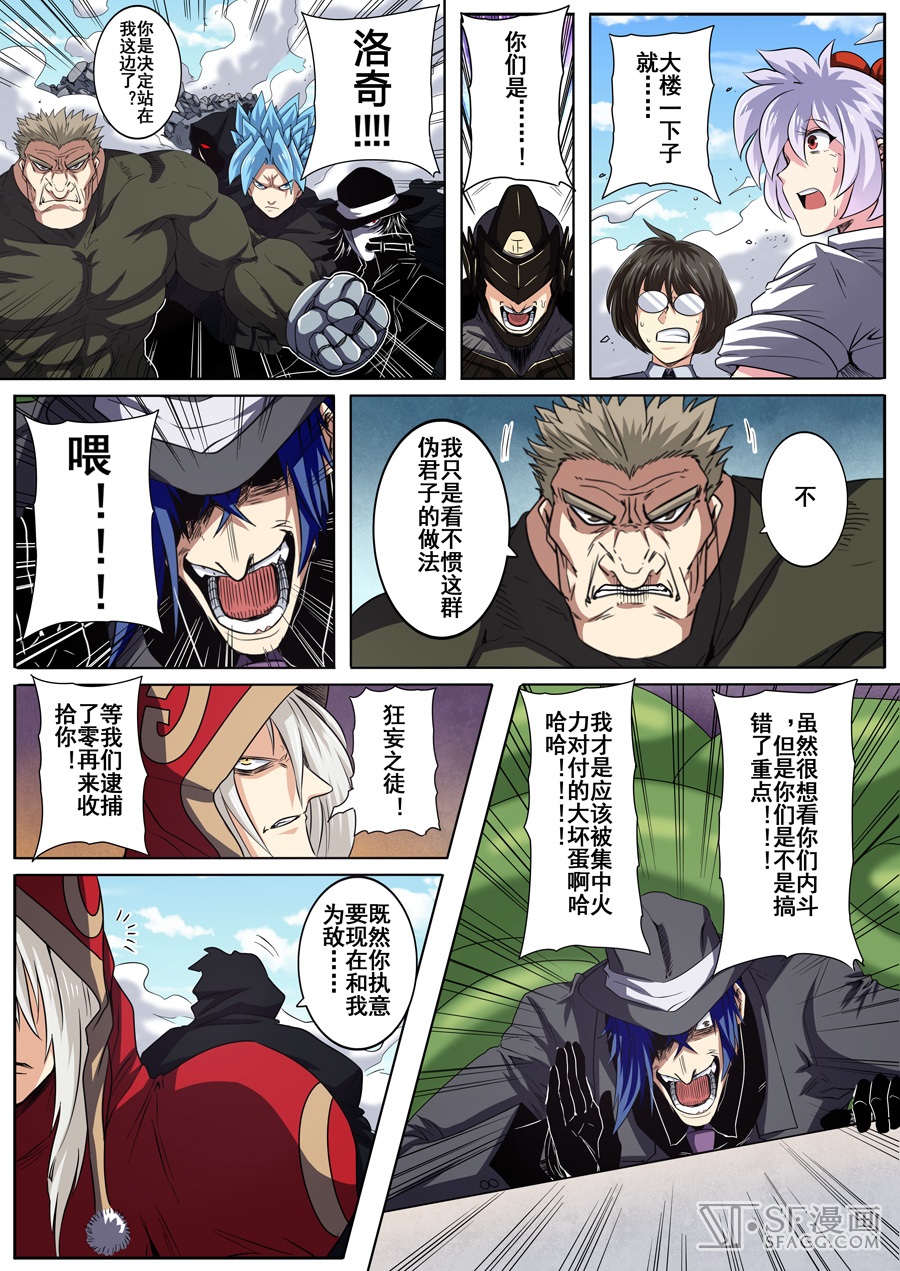 大楼一下子
就……
你们是………！
洛奇!!!!
你是决定站在
我这边了？
不
我只是看不惯这群
伪君子的做法
喂！！！！
虽然很想看你们内斗
，但是你们是不是搞
错了重点！！！
我才是应该被集中火
力对付的大坏蛋啊哈
哈哈！！！
狂妄之徒！
等我们逮捕
了零再来收
拾你！
既然你执意
要现在和我
为敌……
SF漫画
SFAGG.COM